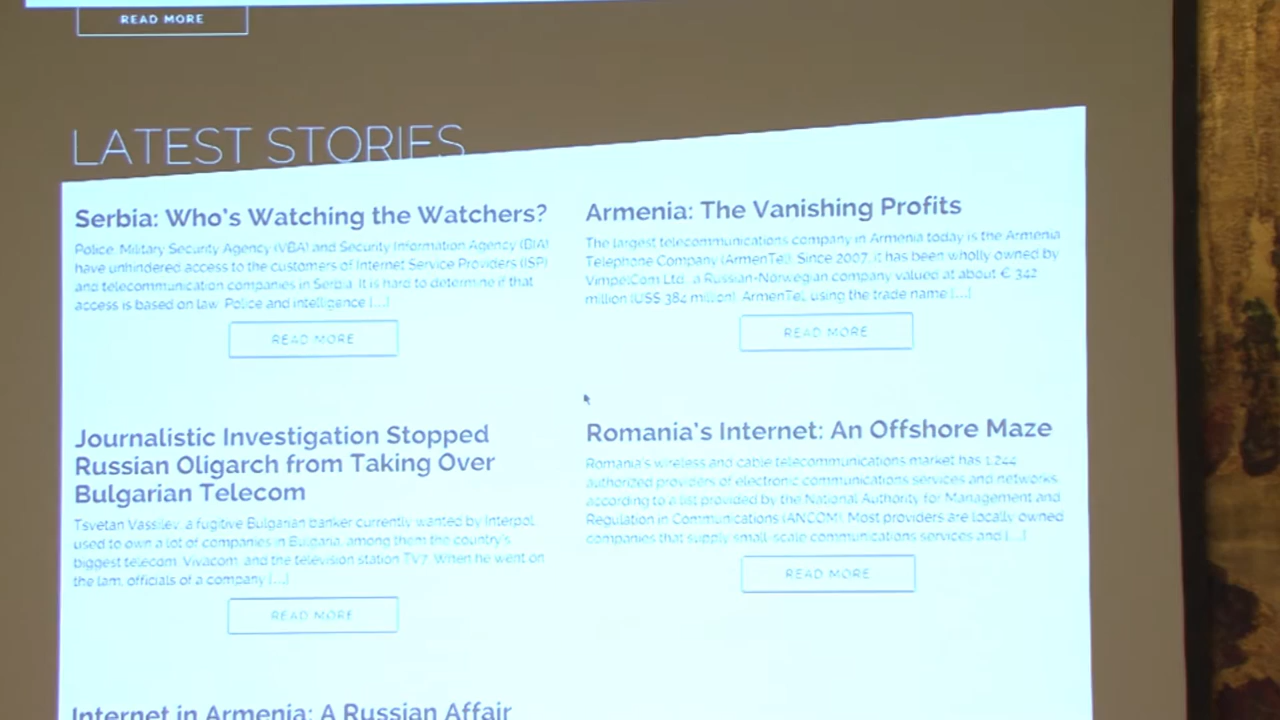 READ MORE
LATEST STORIES
Serbia: Who's Watching the Watchers?
Police, Military Security Agency (VBA) and Security Information Agency (BIA)
have unhindered access to the customers of Internet Service Providers (ISP)
and telecommunication companies in Serbia. It is hard to determine if that
access is based on law. Police and intelligence [...]
READ MORE
Armenia: The Vanishing Profits
The largest telecommunications company in Armenia today is the Armenia
Telephone Company (ArmenTel). Since 2007, it has been wholly owned by
VimpelCom Ltd., a Russian-Norwegian company valued at about € 342
million (US$ 382 million). ArmenTel, using the trade name [...]
READ MORE
Journalistic Investigation Stopped
Russian Oligarch from Taking Over
Bulgarian Telecom
Tsvetan Vassilev, a fugitive Bulgarian banker currently wanted by Interpol,
used to own a lot of companies in Bulgaria, among them the country's
biggest telecom, Vivacom, and the television station TV7. When he went on
the lam, officials of a company [...]
READ MORE
Romania's Internet: An Offshore Maze
Romania's wireless and cable telecommunications market has 1,244
authorized providers of electronic communications services and networks,
according to a list provided by the National Authority for Management and
Regulation in Communications (ANCOM). Most providers are locally owned
companies that supply small-scale communications services and [...]
READ MORE
Internet in Armenia: A Russian Affair